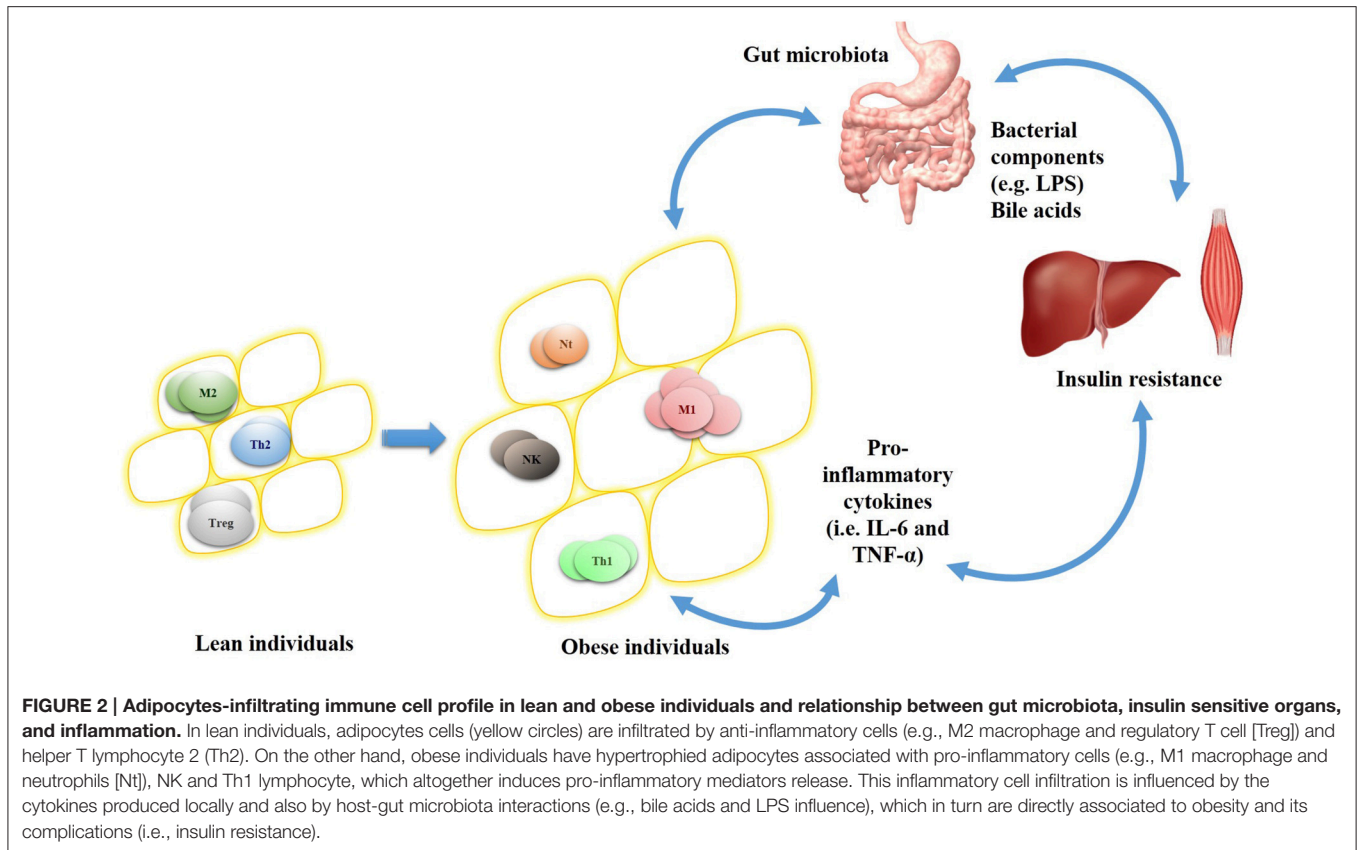 Gut microbiota
Bacterial
components
(e.g. LPS)
Bile acids
Nt
M2
M1
Insulin resistance
Th2
NK
Pro-
inflammatory
cytokines
(i.e. IL-6 and
TNF-α)
Treg
Th1
Lean individuals
Obese individuals
FIGURE 2 | Adipocytes-infiltrating immune cell profile in lean and obese individuals and relationship between gut microbiota, insulin sensitive organs,
and inflammation. In lean individuals, adipocytes cells (yellow circles) are infiltrated by anti-inflammatory cells (e.g., M2 macrophage and regulatory T cell [Treg]) and
helper T lymphocyte 2 (Th2). On the other hand, obese individuals have hypertrophied adipocytes associated with pro-inflammatory cells (e.g., M1 macrophage and
neutrophils [Nt]), NK and Th1 lymphocyte, which altogether induces pro-inflammatory mediators release. This inflammatory cell infiltration is influenced by the
cytokines produced locally and also by host-gut microbiota interactions (e.g., bile acids and LPS influence), which in turn are directly associated to obesity and its
complications (i.e., insulin resistance).